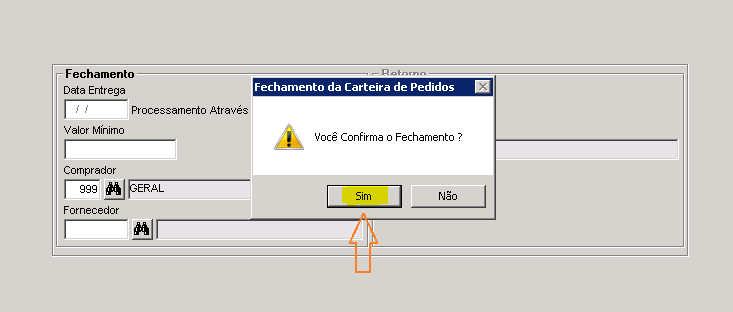 Fechamento
Retorno
Data Entrega
/ /
Processamento Através
Valor Mínimo
Comprador
999
GERAL
Fornecedor
Fechamento da Carteira de Pedidos
Você Confirma o Fechamento ?
Sim
Não